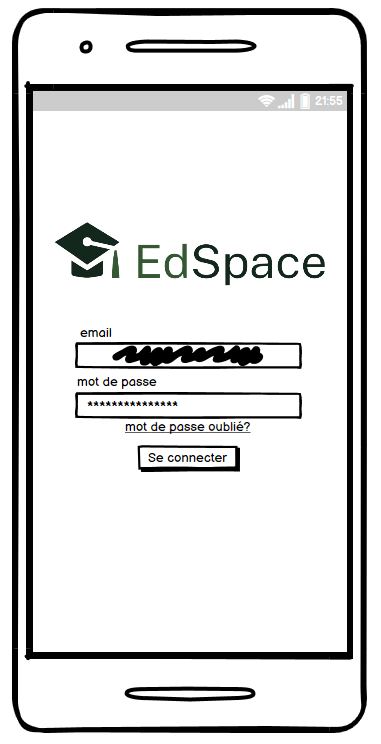 21:55
EdSpace
email
mot de passe
***************
mot de passe oublié?
Se connecter